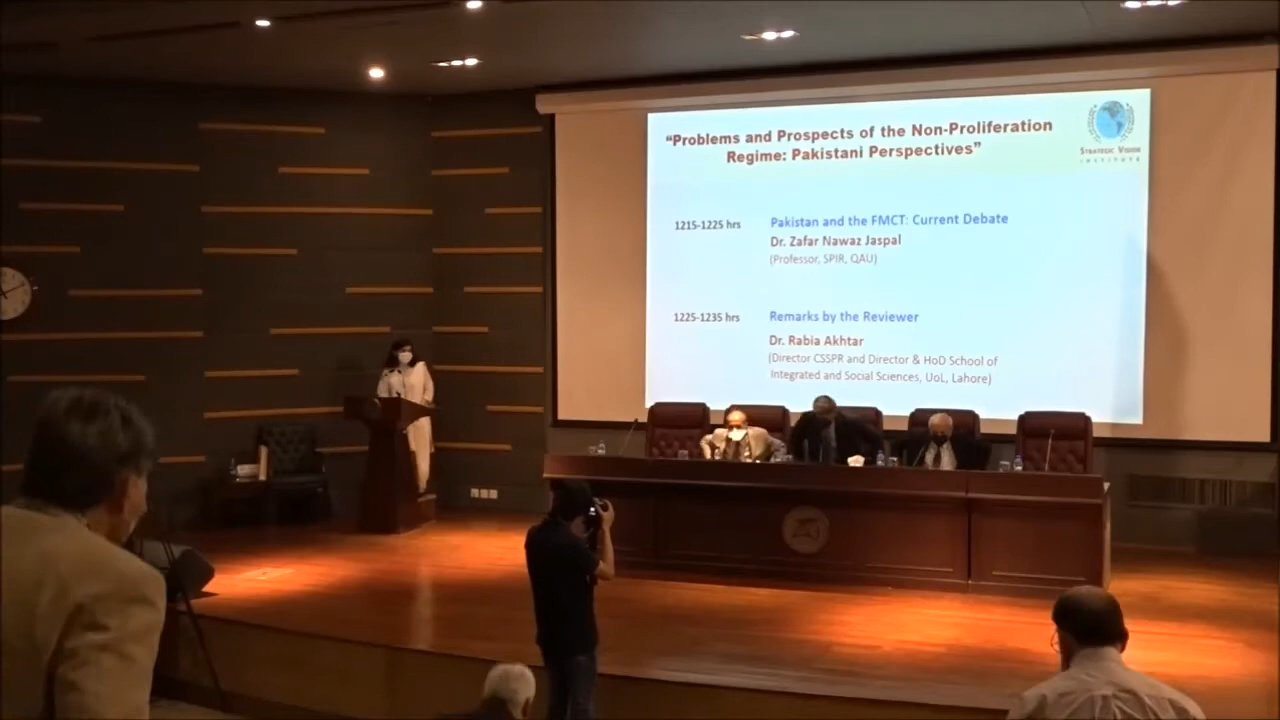 “Problems and Prospects of the Non-Proliferation
Regime: Pakistani Perspectives”
STRATEGIC VISION
INSTITUTE
1215-1225 hrs
Pakistan and the FMCT: Current Debate
Dr. Zafar Nawaz Jaspal
(Professor, SPIR, QAU)
1225-1235 hrs
Remarks by the Reviewer
Dr. Rabia Akhtar
(Director CSSPR and Director & HoD School of
Integrated and Social Sciences, UoL, Lahore)